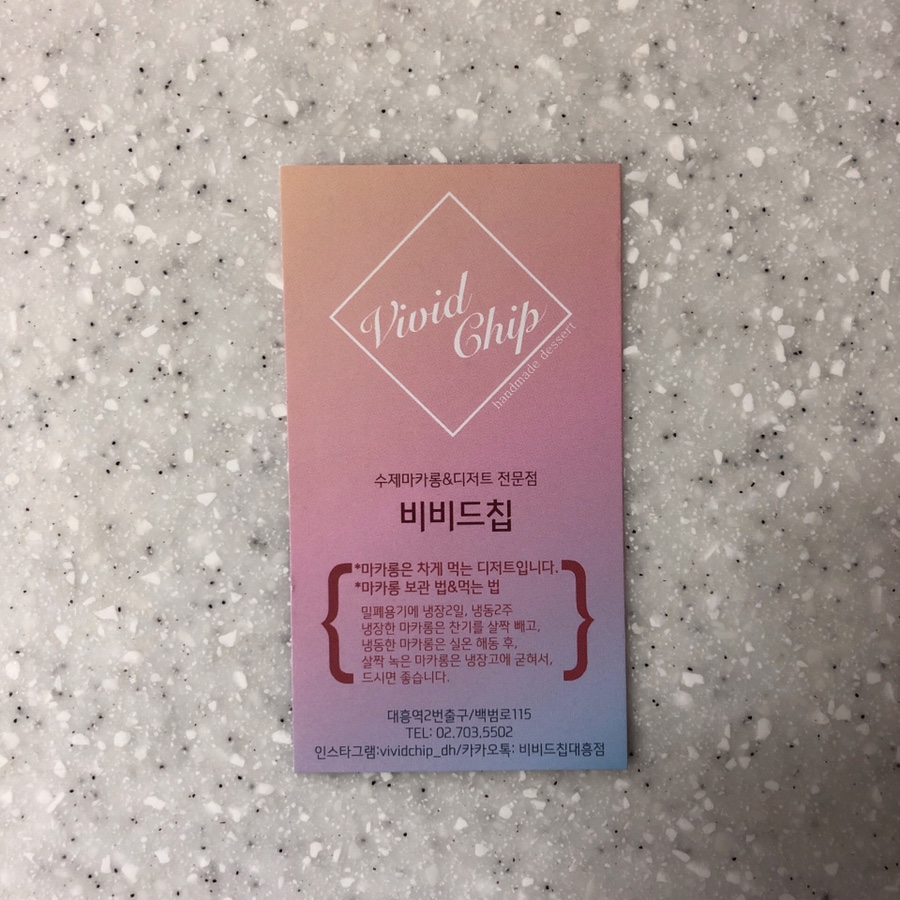 Vivid
Chip
handmade dessert
수제마카롱&디저트 전문점
비비드칩
*마카롱은 차게 먹는 디저트입니다.
*마카롱 보관 법&먹는 법
밀폐용기에 냉장2일, 냉동2주
냉장한 마카롱은 찬기를 살짝 빼고,
냉동한 마카롱은 실온 해동 후,
살짝 녹은 마카롱은 냉장고에 굳혀서,
드시면 좋습니다.
대흥역2번출구/백범로115
TEL: 02.703.5502
인스타그램:vividchip_dh/카카오톡: 비비드칩대흥점